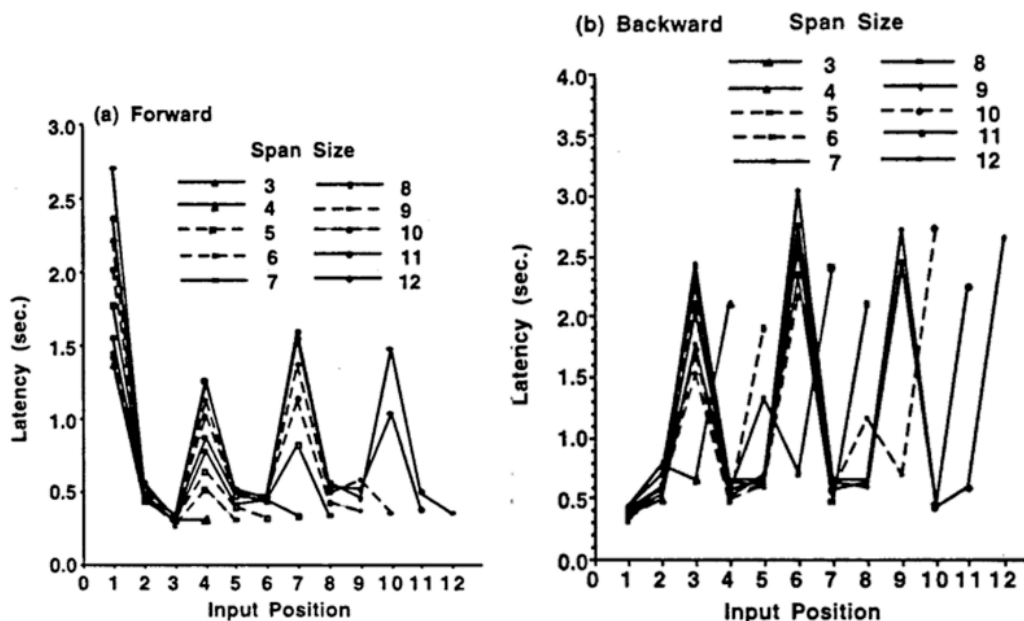 (a) Forward
Span Size
3 8
4 9
5 10
6 11
7 12
Latency (sec.)
3.0
2.5
2.0
1.5
1.0
0.5
0.0
0 1 2 3 4 5 6 7 8 9 10 11 12
Input Position
(b) Backward Span Size
3 8
4 9
5 10
6 11
7 12
Latency (sec.)
4.0
3.5
3.0
2.5
2.0
1.5
1.0
0.5
0.0
0 1 2 3 4 5 6 7 8 9 10 11 12
Input Position